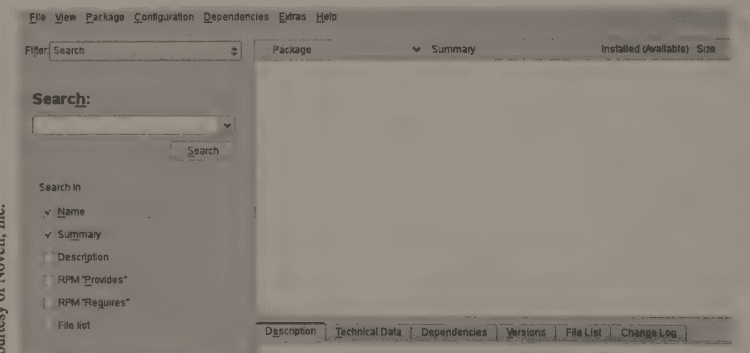 File View Package Configuration Dependencies Extras Help
Filter: Search
Package Summary Installed (Available) Size
Search:
Search
Search in
Name
Summary
Description
RPM "Provides"
RPM "Requires"
File list
Description Technical Data Dependencies Versions File List Change Log
of Novell, Inc.